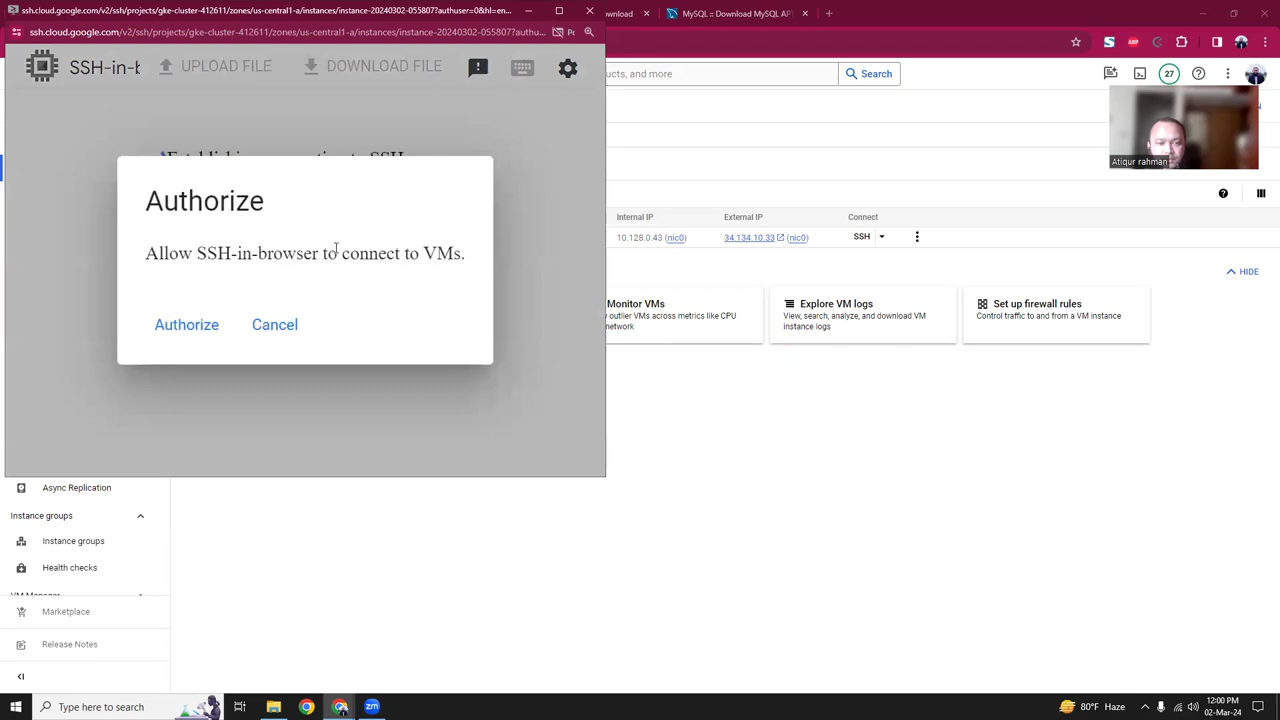 ssh.cloud.google.com/v2/ssh/projects/gke-cluster-412611/zones/us-central1-a/instances/instance-20240302-055807?authuser=0&hl=en...
ownload
MySQL :: Download MySQL API
ssh.cloud.google.com/v2/ssh/projects/gke-cluster-412611/zones/us-central1-a/instances/instance-20240302-055807?authu...
SSH-in-b
UPLOAD FILE
DOWNLOAD FILE
ducts, and more
Search
27
Establishing connection to SSH
Authorize
Allow SSH-in-browser to connect to VMs.
Authorize
Cancel
Atiqur rahman
Internal IP
External IP
Connect
10.128.0.43 (nic0)
34.134.10.33 (nic0)
SSH
HIDE
Monitor VMs
outlier VMs across metrics like CPU
network
Explore VM logs
View, search, analyze, and download VM
instance logs
Set up firewall rules
Control traffic to and from a VM instance
Async Replication
Instance groups
Instance groups
Health checks
VM Manager
Marketplace
Release Notes
Type here to search
80°F Haze
12:00 PM
02-Mar-24